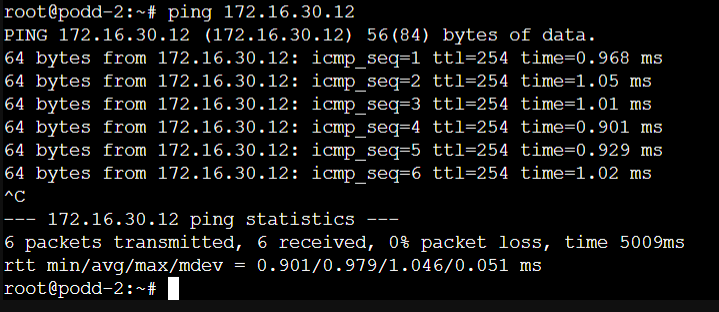 root@podd-2:~# ping 172.16.30.12
PING 172.16.30.12 (172.16.30.12) 56(84) bytes of data.
64 bytes from 172.16.30.12: icmp_seq=1 ttl=254 time=0.968 ms
64 bytes from 172.16.30.12: icmp_seq=2 ttl=254 time=1.05 ms
64 bytes from 172.16.30.12: icmp_seq=3 ttl=254 time=1.01 ms
64 bytes from 172.16.30.12: icmp_seq=4 ttl=254 time=0.901 ms
64 bytes from 172.16.30.12: icmp_seq=5 ttl=254 time=0.929 ms
64 bytes from 172.16.30.12: icmp_seq=6 ttl=254 time=1.02 ms
^C
--- 172.16.30.12 ping statistics ---
6 packets transmitted, 6 received, 0% packet loss, time 5009ms
rtt min/avg/max/mdev = 0.901/0.979/1.046/0.051 ms
root@podd-2:~#